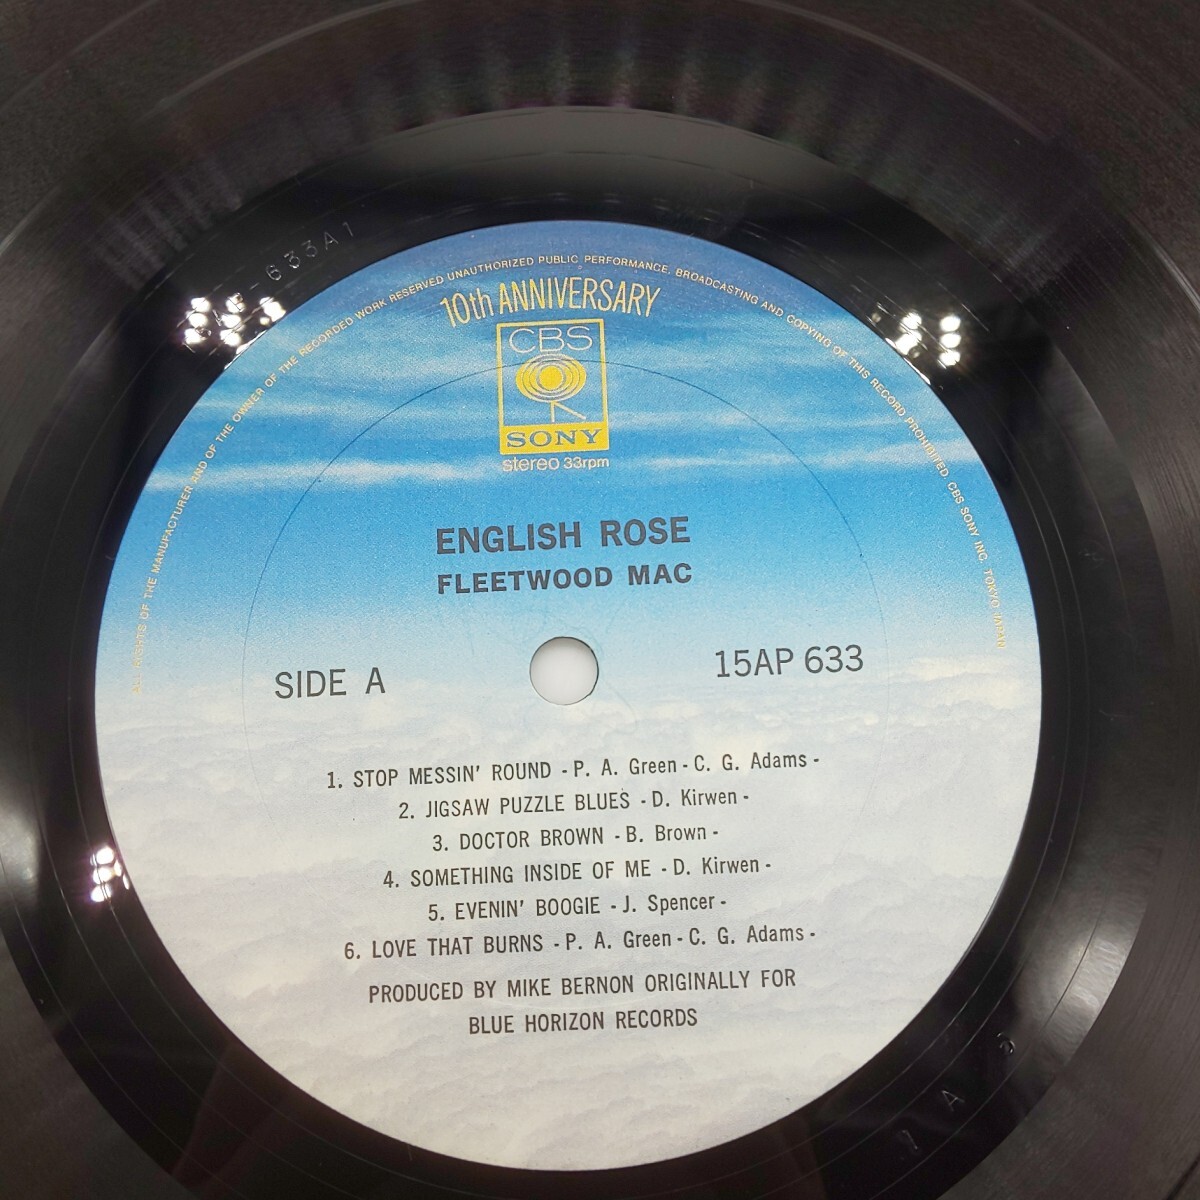 ALL RIGHTS OF THE MANUFACTURER AND OF THE OWNER OF THE RECORDED WORK RESERVED UNAUTHORIZED PUBLIC PERFORMANCE. BROADCASTING AND COPYING OF THIS RECORD PROHIBITED. CBS SONY INC. TOKYO JAPAN
10th ANNIVERSARY
CBS
SONY
stereo 33rpm
ENGLISH ROSE
FLEETWOOD MAC
SIDE A
15AP 633
1. STOP MESSIN' ROUND - P. A. Green - C. G. Adams -
2. JIGSAW PUZZLE BLUES - D. Kirwen -
3. DOCTOR BROWN - B. Brown -
4. SOMETHING INSIDE OF ME - D. Kirwen -
5. EVENIN' BOOGIE - J. Spencer -
6. LOVE THAT BURNS - P. A. Green - C. G. Adams -
PRODUCED BY MIKE BERNON ORIGINALLY FOR
BLUE HORIZON RECORDS
633A1